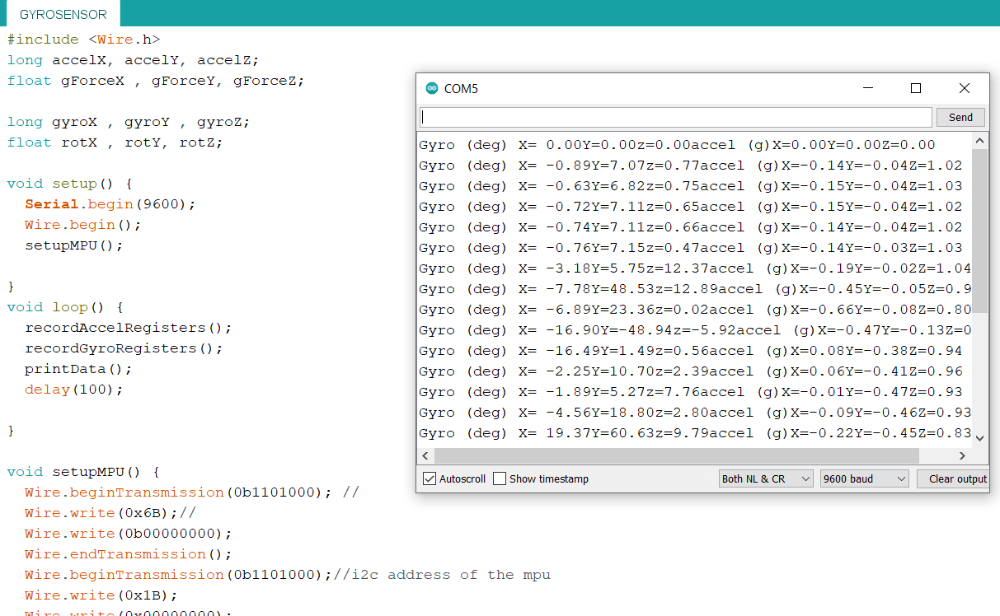 GYROSENSOR
#include <Wire.h>
long accelX, accelY, accelZ;
float gForceX , gForceY, gForceZ;
long gyroX , gyroY , gyroZ;
float rotX , rotY, rotZ;
void setup() {
Serial.begin(9600);
Wire.begin();
setupMPU();
}
void loop() {
recordAccelRegisters();
recordGyroRegisters();
printData();
delay(100);
}
void setupMPU() {
Wire.beginTransmission(0b1101000); //
Wire.write(0x6B);//
Wire.write(0b00000000);
Wire.endTransmission();
Wire.beginTransmission(0b1101000);//i2c address of the mpu
Wire.write(0x1B);
Wire.write(0x00000000);
COM5
Send
Gyro (deg) X= 0.00Y=0.00z=0.00accel (g)X=0.00Y=0.00Z=0.00
Gyro (deg) X= -0.89Y=7.07z=0.77accel (g)X=-0.14Y=-0.04Z=1.02
Gyro (deg) X= -0.63Y=6.82z=0.75accel (g)X=-0.15Y=-0.04Z=1.03
Gyro (deg) X= -0.72Y=7.11z=0.65accel (g)X=-0.15Y=-0.04Z=1.02
Gyro (deg) X= -0.74Y=7.11z=0.66accel (g)X=-0.14Y=-0.04Z=1.02
Gyro (deg) X= -0.76Y=7.15z=0.47accel (g)X=-0.14Y=-0.03Z=1.03
Gyro (deg) X= -3.18Y=5.75z=12.37accel (g)X=-0.19Y=-0.02Z=1.04
Gyro (deg) X= -7.78Y=48.53z=12.89accel (g)X=-0.45Y=-0.05Z=0.9
Gyro (deg) X= -6.89Y=23.36z=0.02accel (g)X=-0.66Y=-0.08Z=0.80
Gyro (deg) X= -16.90Y=-48.94z=-5.92accel (g)X=-0.47Y=-0.13Z=0
Gyro (deg) X= -16.49Y=1.49z=0.56accel (g)X=0.08Y=-0.38Z=0.94
Gyro (deg) X= -2.25Y=10.70z=2.39accel (g)X=0.06Y=-0.41Z=0.96
Gyro (deg) X= -1.89Y=5.27z=7.76accel (g)X=-0.01Y=-0.47Z=0.93
Gyro (deg) X= -4.56Y=18.80z=2.80accel (g)X=-0.09Y=-0.46Z=0.93
Gyro (deg) X= 19.37Y=60.63z=9.79accel (g)X=-0.22Y=-0.45Z=0.83
Autoscroll Show timestamp Both NL & CR 9600 baud Clear output